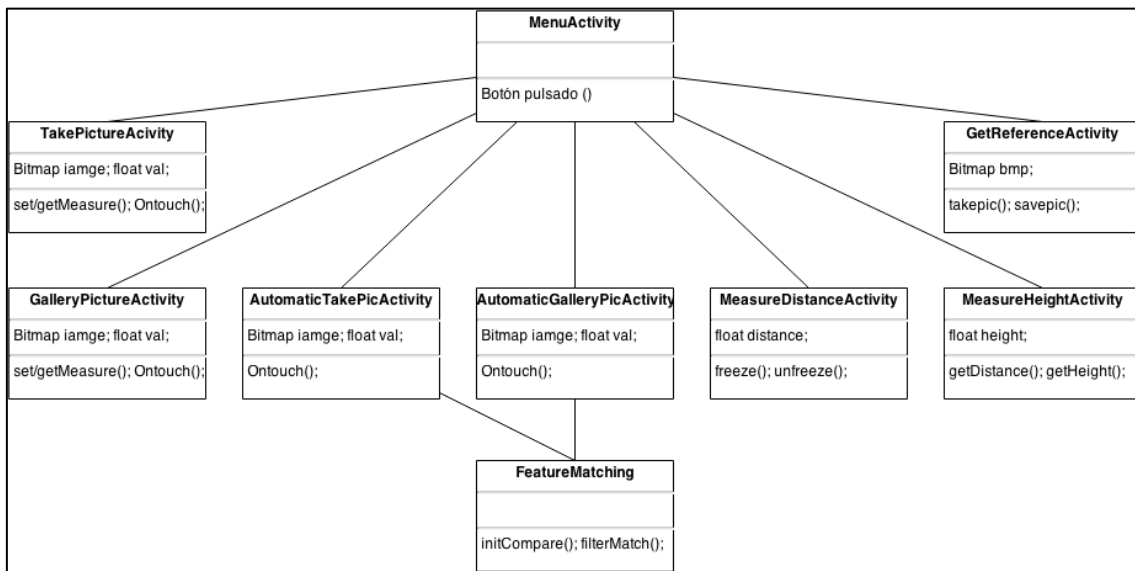 MenuActivity
Botón pulsado ()
TakePictureAcivity
Bitmap iamge; float val;
set/getMeasure(); Ontouch();
GetReferenceActivity
Bitmap bmp;
takepic(); savepic();
GalleryPictureActivity
Bitmap iamge; float val;
set/getMeasure(); Ontouch();
AutomaticTakePicActivity
Bitmap iamge; float val;
Ontouch();
AutomaticGalleryPicActivity
Bitmap iamge; float val;
Ontouch();
MeasureDistanceActivity
float distance;
freeze(); unfreeze();
MeasureHeightActivity
float height;
getDistance(); getHeight();
FeatureMatching
initCompare(); filterMatch();